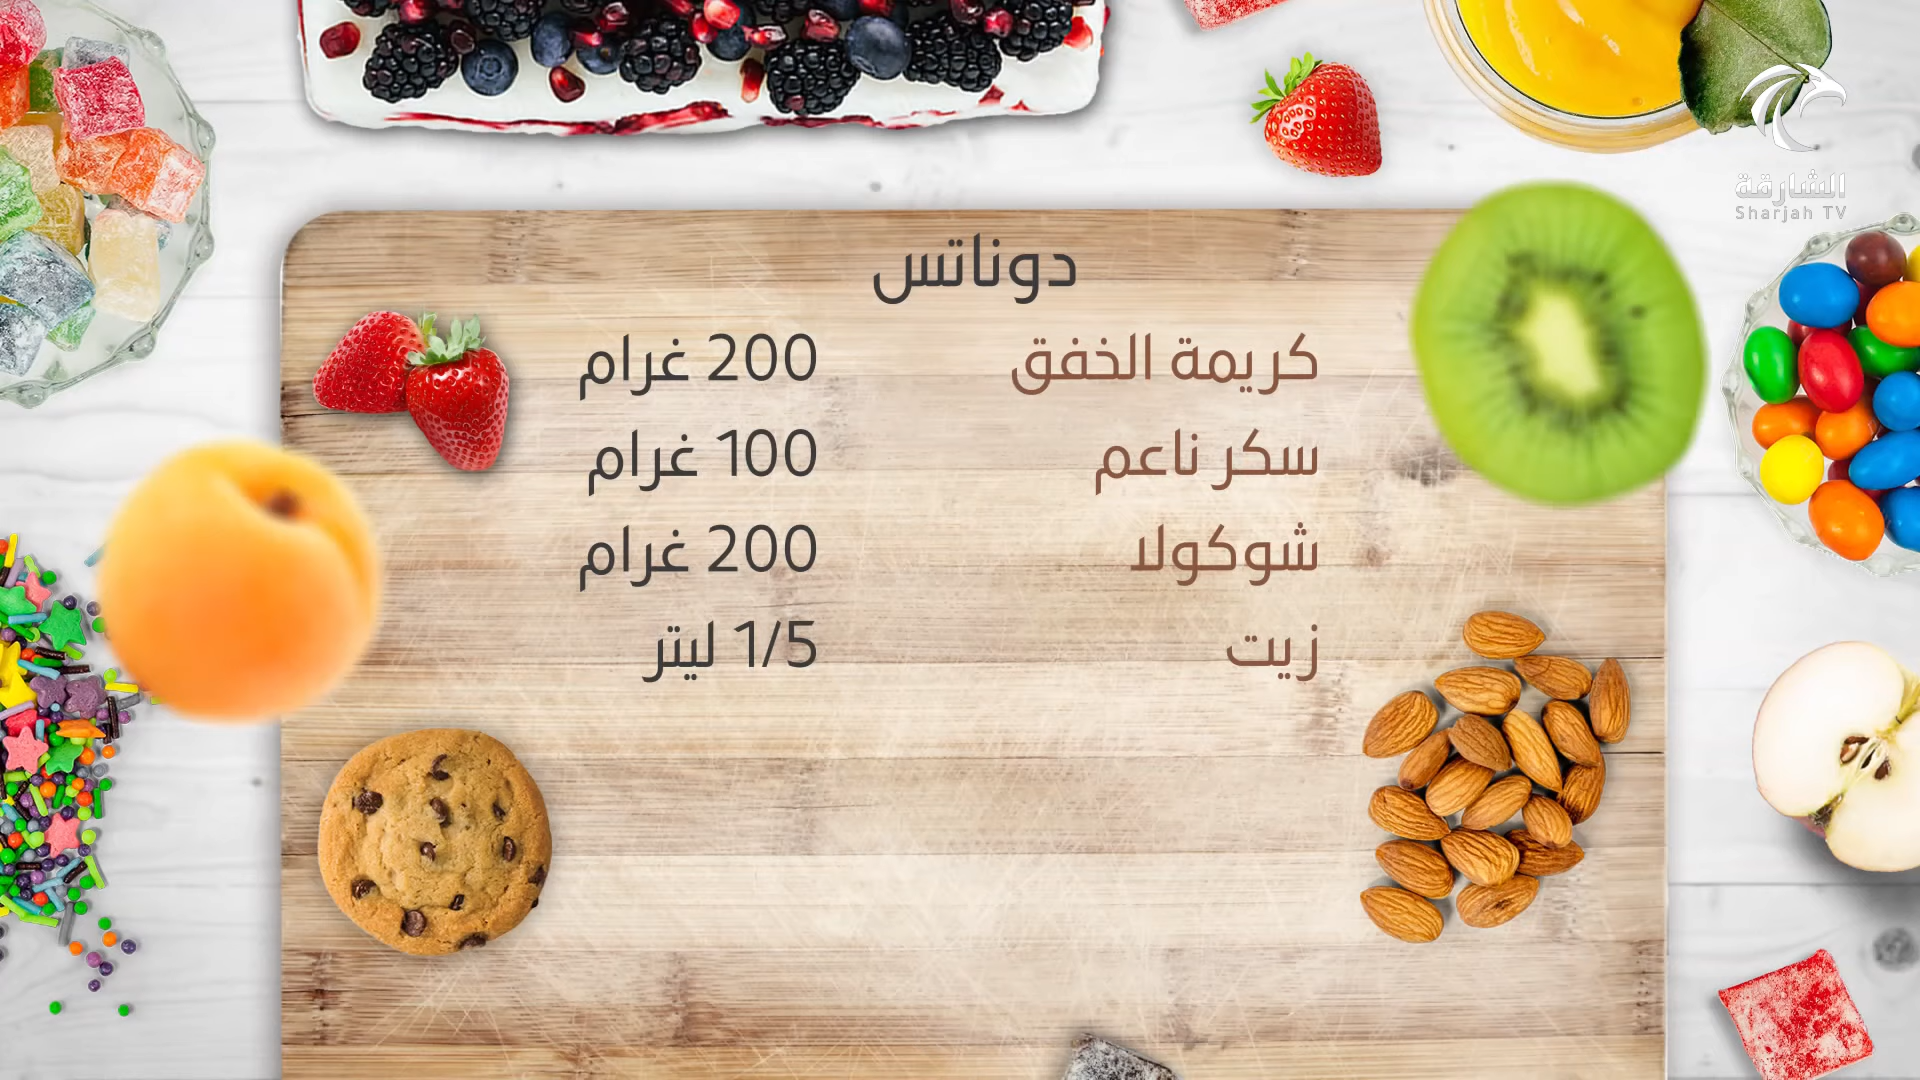 الشارقة
Sharjah TV
دوناتس
كريمة الخفق 200 غرام
سكر ناعم 100 غرام
شوكولا 200 غرام
زيت 1/5 ليتر